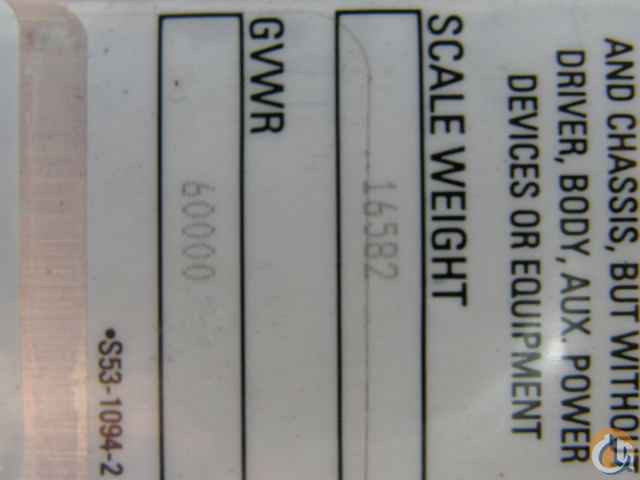 AND CHASSIS, BUT WITHOUT
DRIVER, BODY, AUX. POWER
DEVICES OR EQUIPMENT
SCALE WEIGHT
16582
GVWR
60000
•S53-1094-2